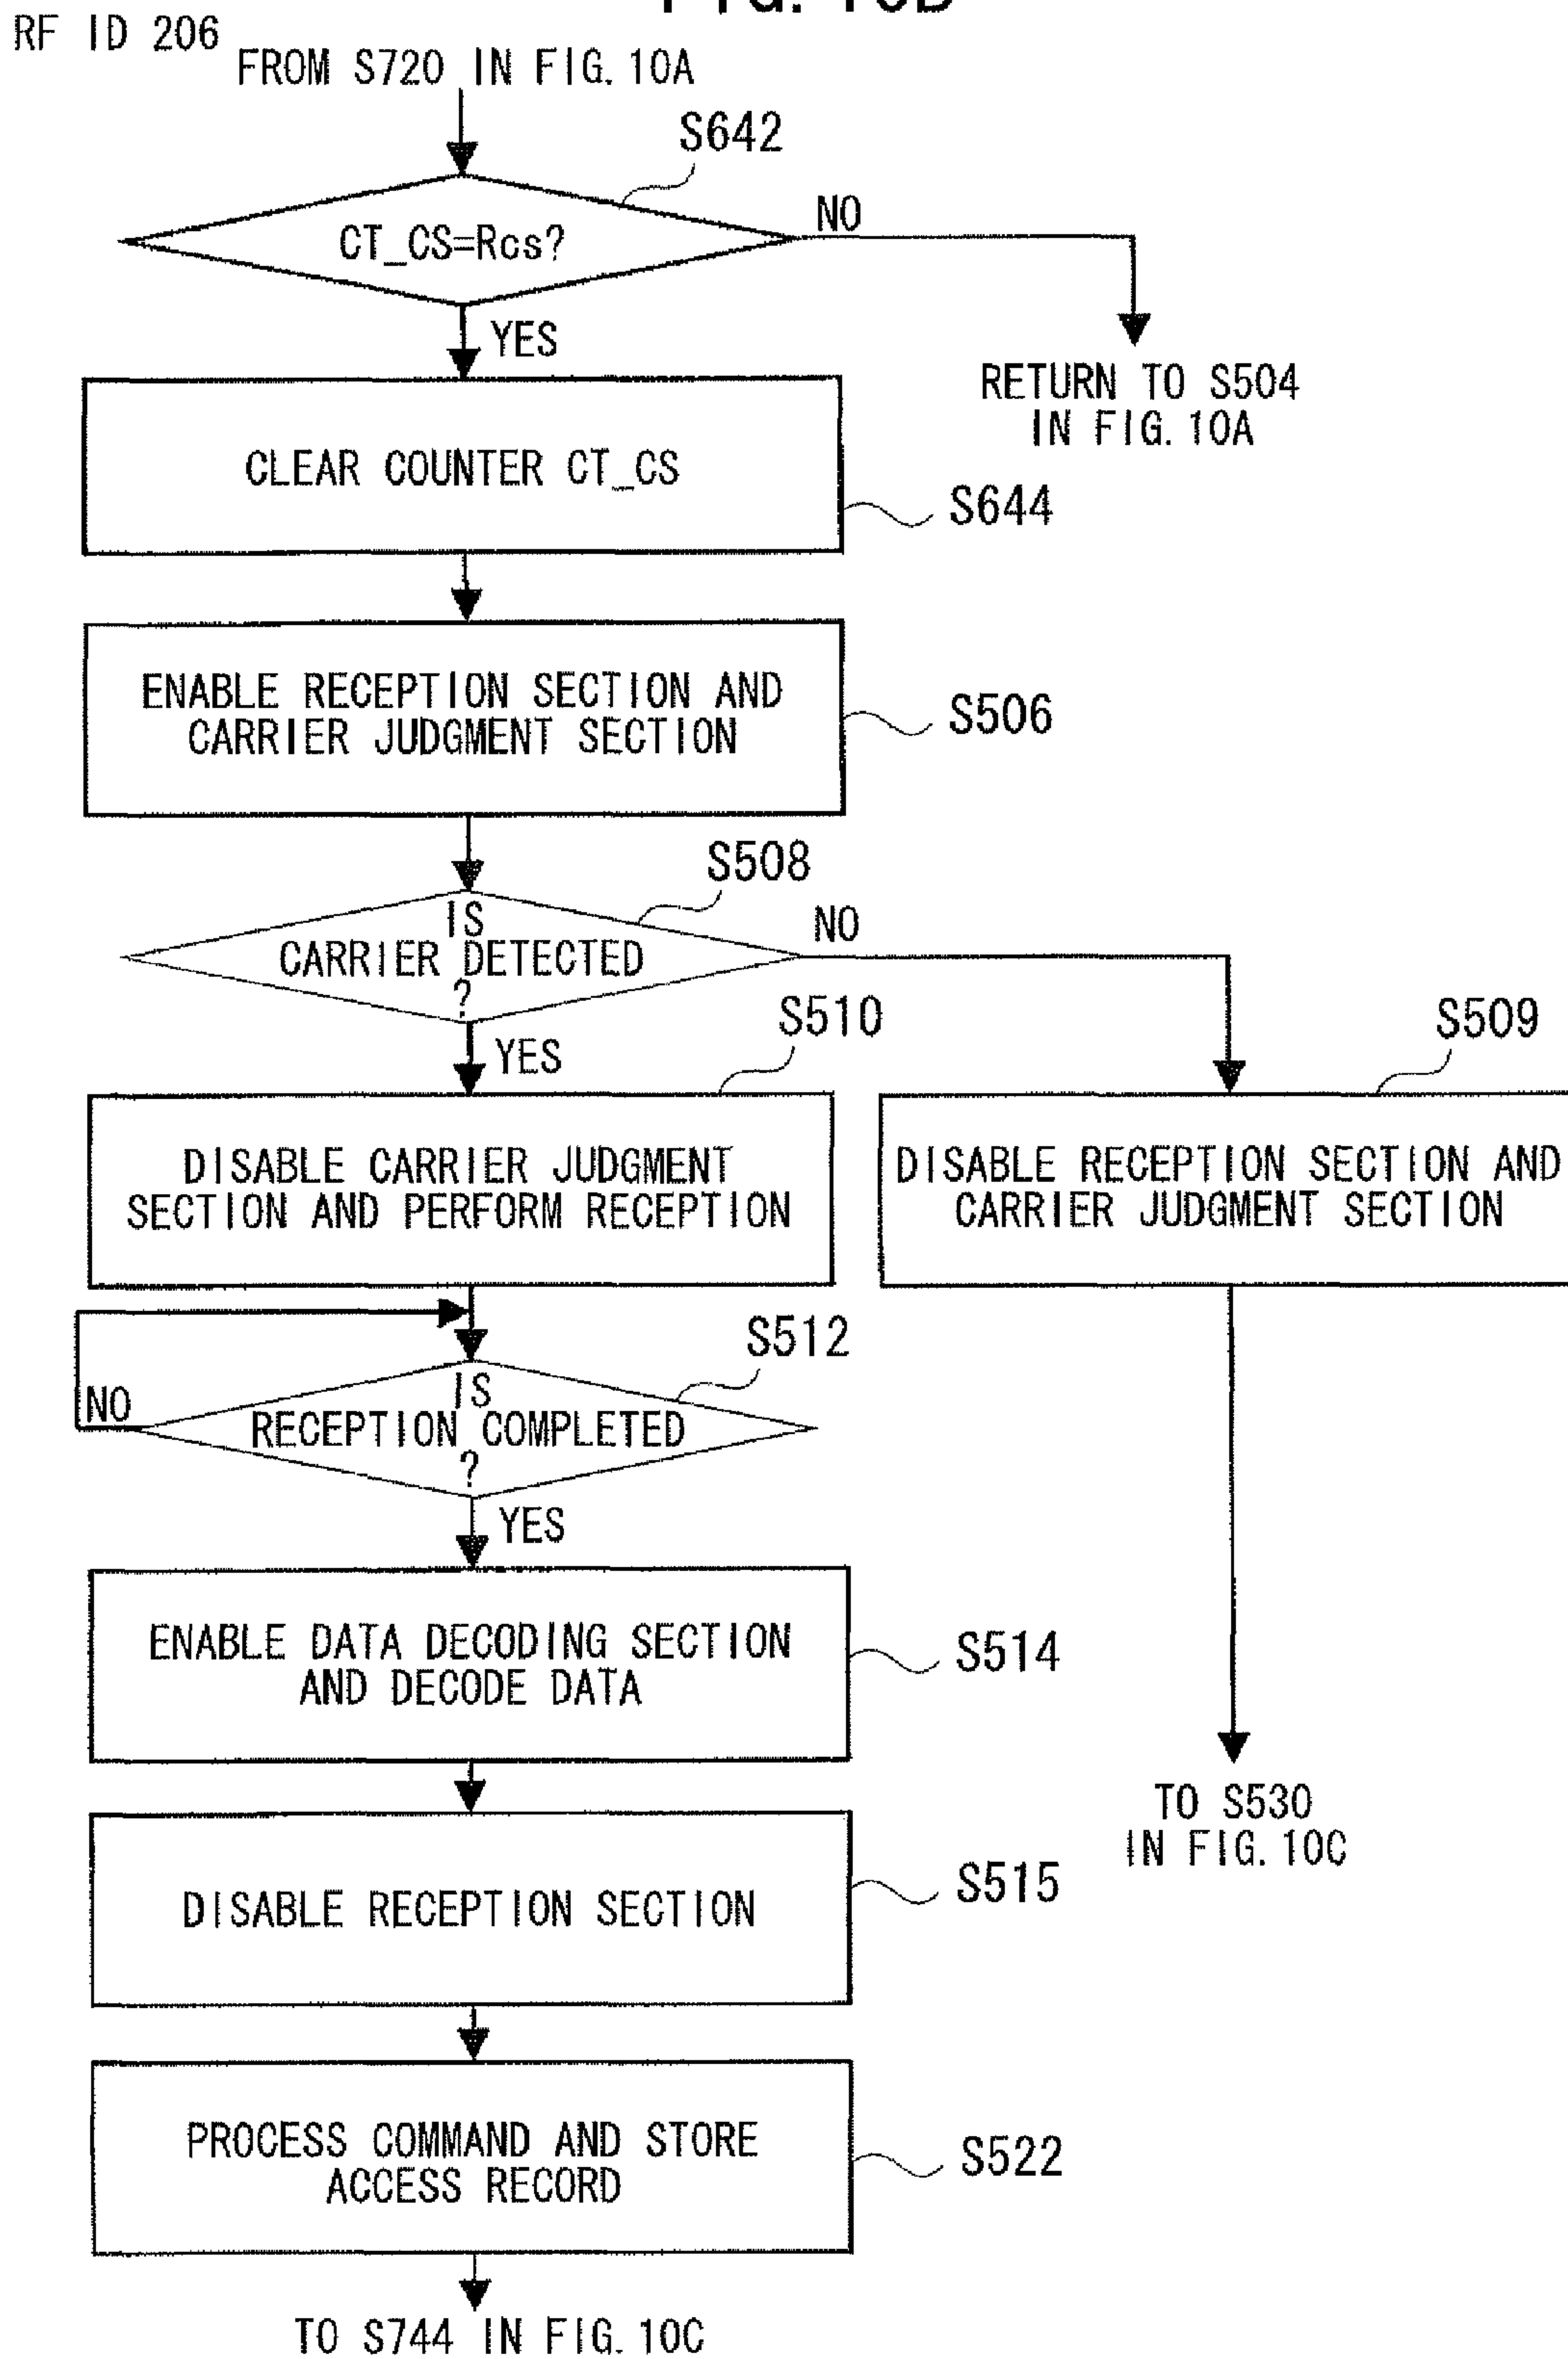 RF ID 206
FROM S720 IN FIG. 10A
S642
CT_CS=Rcs?
NO
YES
RETURN TO S504
IN FIG. 10A
CLEAR COUNTER CT_CS
S644
ENABLE RECEPTION SECTION AND
CARRIER JUDGMENT SECTION
S506
S508
IS
CARRIER DETECTED
?
NO
YES
S510
S509
DISABLE CARRIER JUDGMENT
SECTION AND PERFORM RECEPTION
DISABLE RECEPTION SECTION AND
CARRIER JUDGMENT SECTION
S512
IS
RECEPTION COMPLETED
?
NO
YES
ENABLE DATA DECODING SECTION
AND DECODE DATA
S514
TO S530
IN FIG. 10C
DISABLE RECEPTION SECTION
S515
PROCESS COMMAND AND STORE
ACCESS RECORD
S522
TO S744 IN FIG. 10C